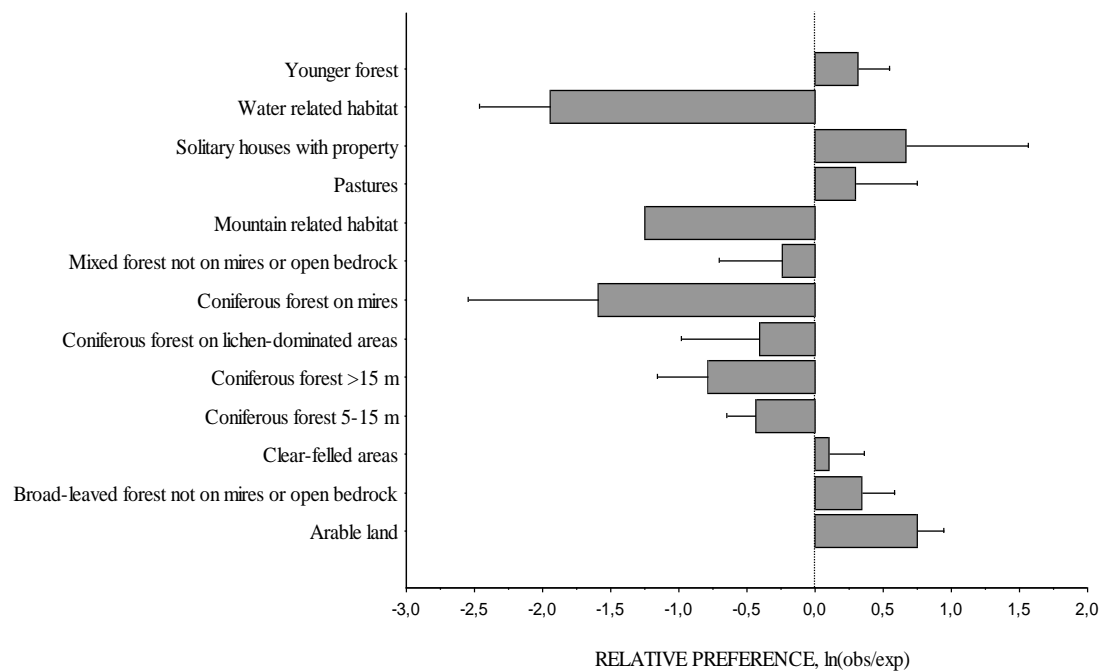 Younger forest
Water related habitat
Solitary houses with property
Pastures
Mountain related habitat
Mixed forest not on mires or open bedrock
Coniferous forest on mires
Coniferous forest on lichen-dominated areas
Coniferous forest >15 m
Coniferous forest 5-15 m
Clear-felled areas
Broad-leaved forest not on mires or open bedrock
Arable land
-3,0 -2,5 -2,0 -1,5 -1,0 -0,5 0,0 0,5 1,0 1,5 2,0
RELATIVE PREFERENCE, ln(obs/exp)